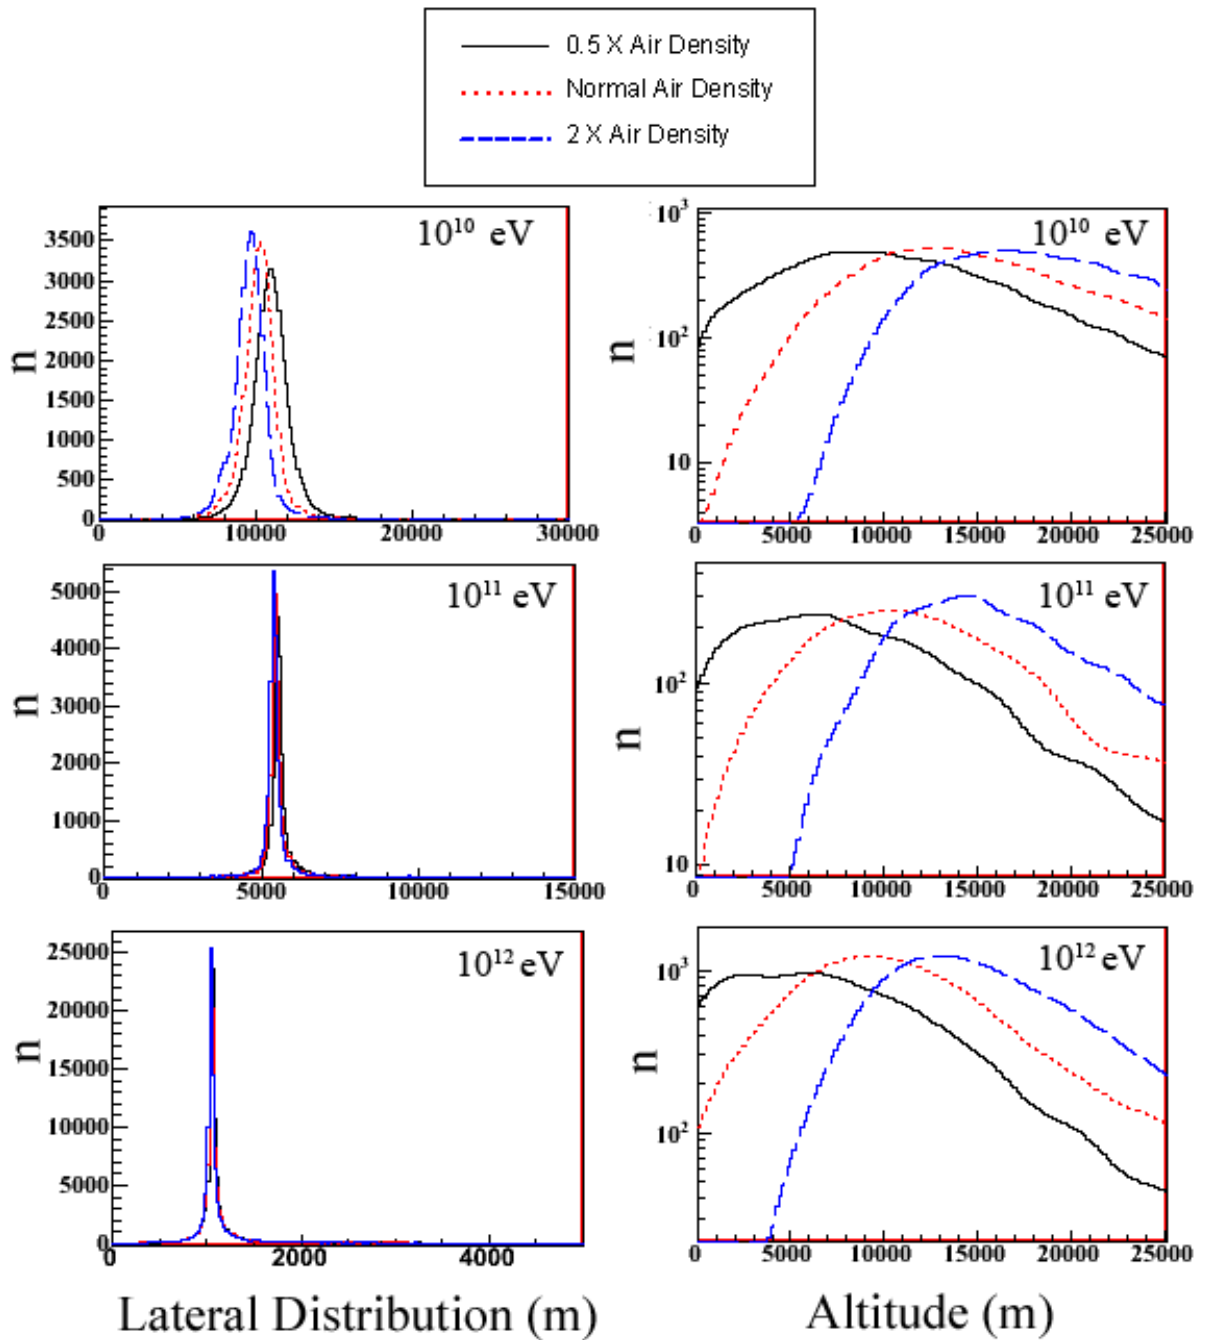 0.5 X Air Density
Normal Air Density
2 X Air Density
10¹⁰ eV
3500
3000
2500
2000
1500
1000
500
0
0 10000 20000 30000
n
10¹⁰ eV
10³
10²
10
0 5000 10000 15000 20000 25000
n
10¹¹ eV
5000
4000
3000
2000
1000
0
0 5000 10000 15000
n
10¹¹ eV
10²
10
0 5000 10000 15000 20000 25000
n
10¹² eV
25000
20000
15000
10000
5000
0
0 2000 4000
n
10¹² eV
10³
10²
0 5000 10000 15000 20000 25000
n
Lateral Distribution (m)
Altitude (m)